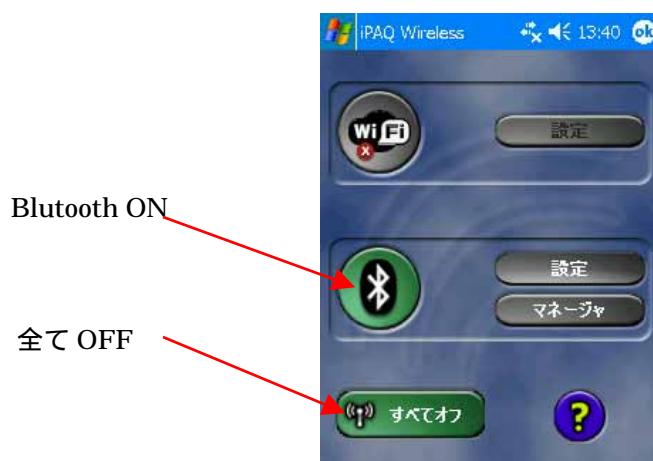 iPAQ Wireless 13:40 ok
Wi Fi
設定
Blutooth ON
設定
マネージャ
全て OFF
すべてオフ
?